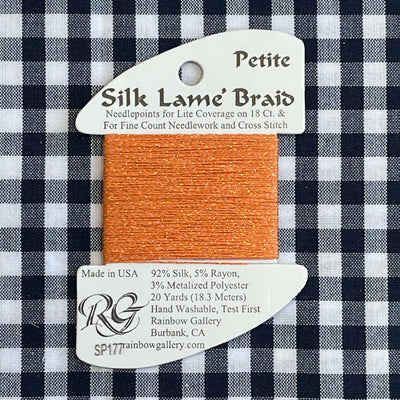 Petite
Silk Lamé Braid
Needlepoints for Lite Coverage on 18 Ct. &
For Fine Count Needlework and Cross Stitch
Made in USA
92% Silk, 5% Rayon,
3% Metalized Polyester
20 Yards (18.3 Meters)
Hand Washable, Test First
Rainbow Gallery
Burbank, CA
rainbowgallery.com
RG
SP177